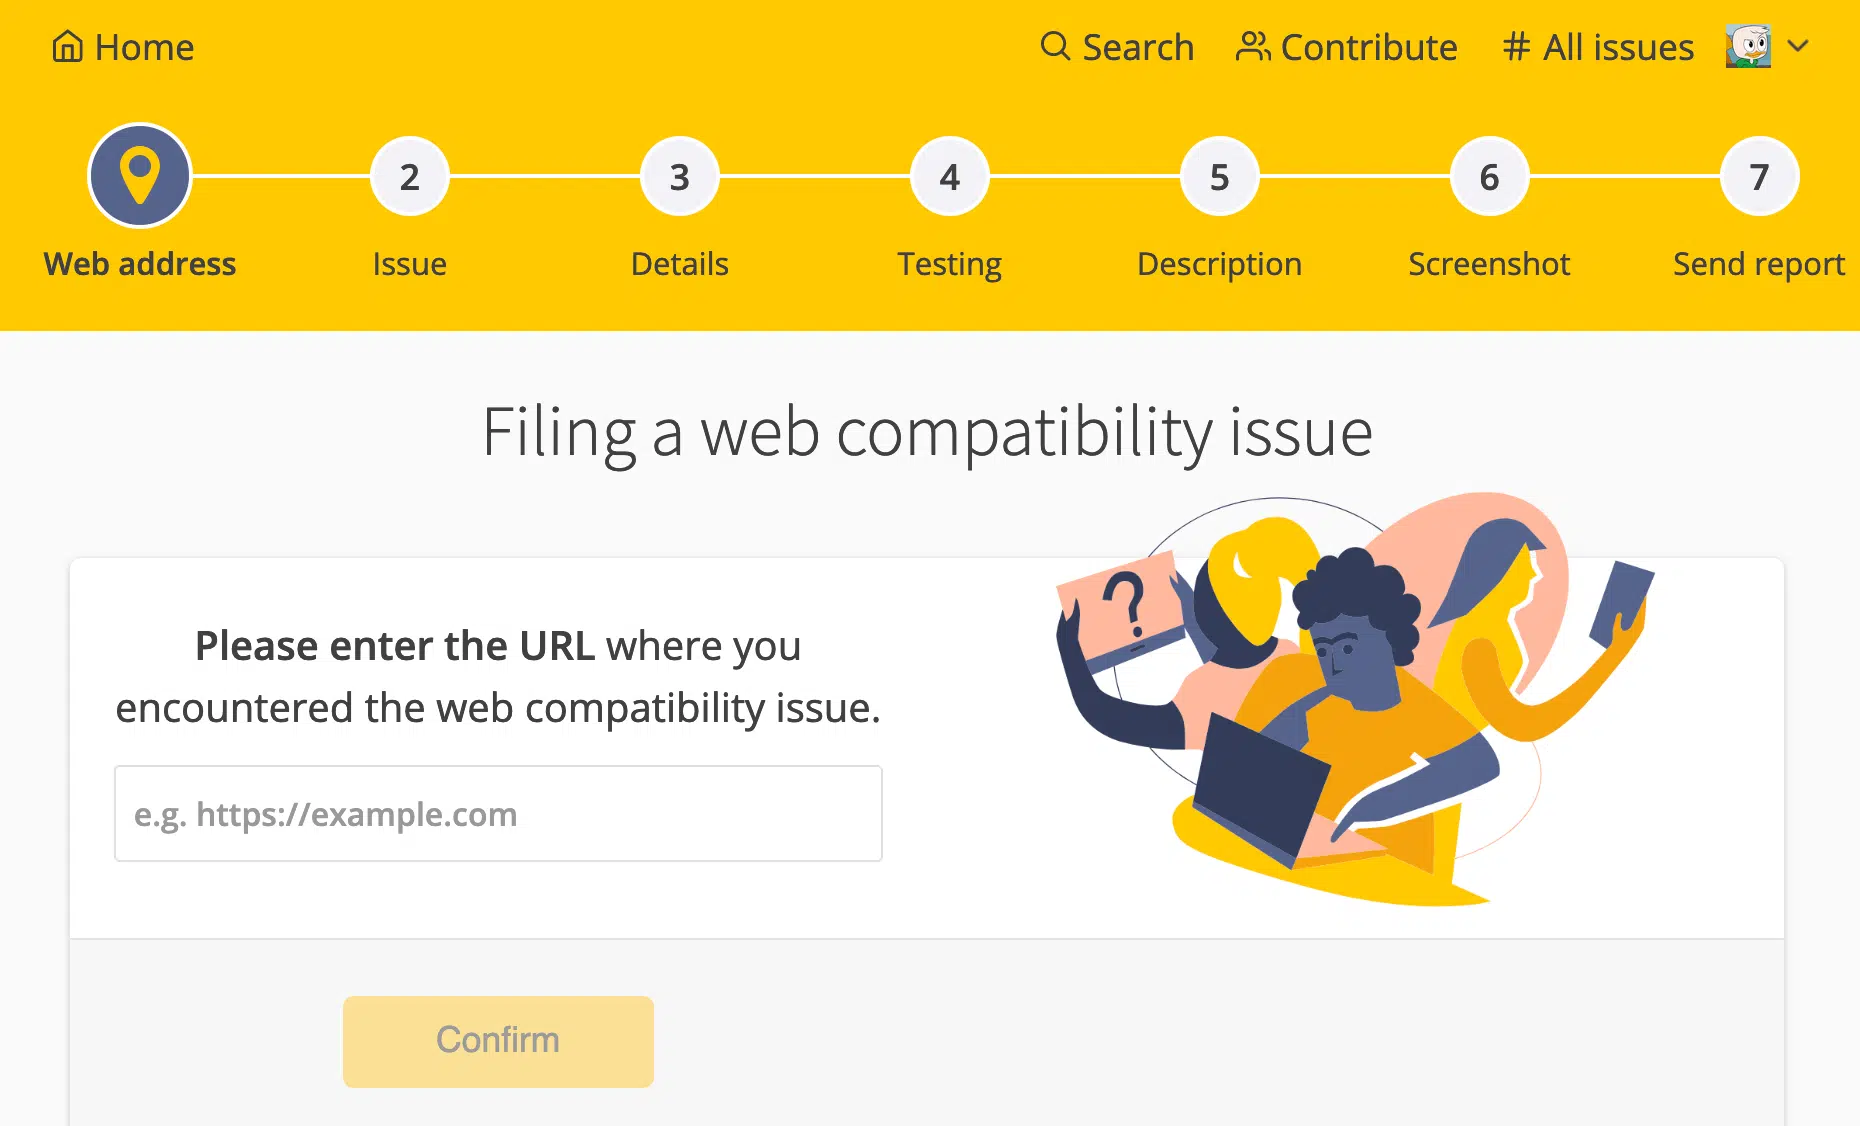 Home
Search
Contribute
# All issues
2
3
4
5
6
7
Web address
Issue
Details
Testing
Description
Screenshot
Send report
Filing a web compatibility issue
?
Please enter the URL where you
encountered the web compatibility issue.
e.g. https://example.com
Confirm